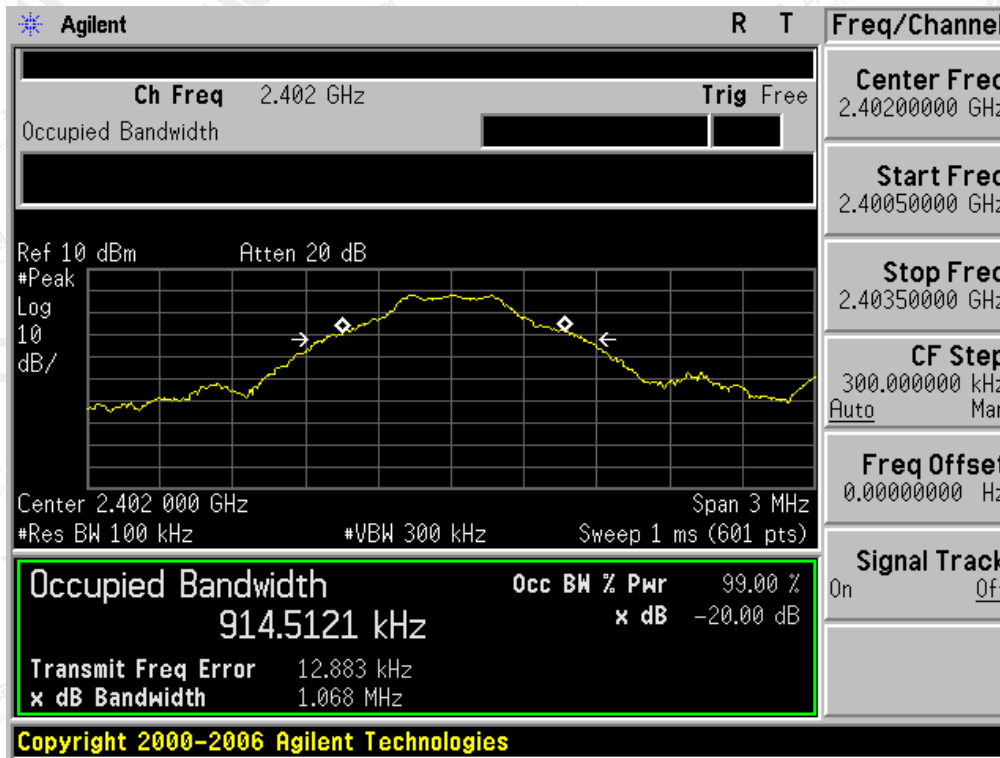 Agilent R T Freq/Channel
Ch Freq 2.402 GHz Trig Free
Occupied Bandwidth
Center Freq
2.40200000 GHz
Start Freq
2.40050000 GHz
Stop Freq
2.40350000 GHz
CF Step
300.000000 kHz
Auto Man
Freq Offset
0.00000000 Hz
Signal Track
On Off
Ref 10 dBm Atten 20 dB
#Peak
Log
10
dB/
Center 2.402 000 GHz Span 3 MHz
#Res BW 100 kHz #VBW 300 kHz Sweep 1 ms (601 pts)
Occupied Bandwidth Occ BW % Pwr 99.00 %
914.5121 kHz x dB -20.00 dB
Transmit Freq Error 12.883 kHz
x dB Bandwidth 1.068 MHz
Copyright 2000-2006 Agilent Technologies